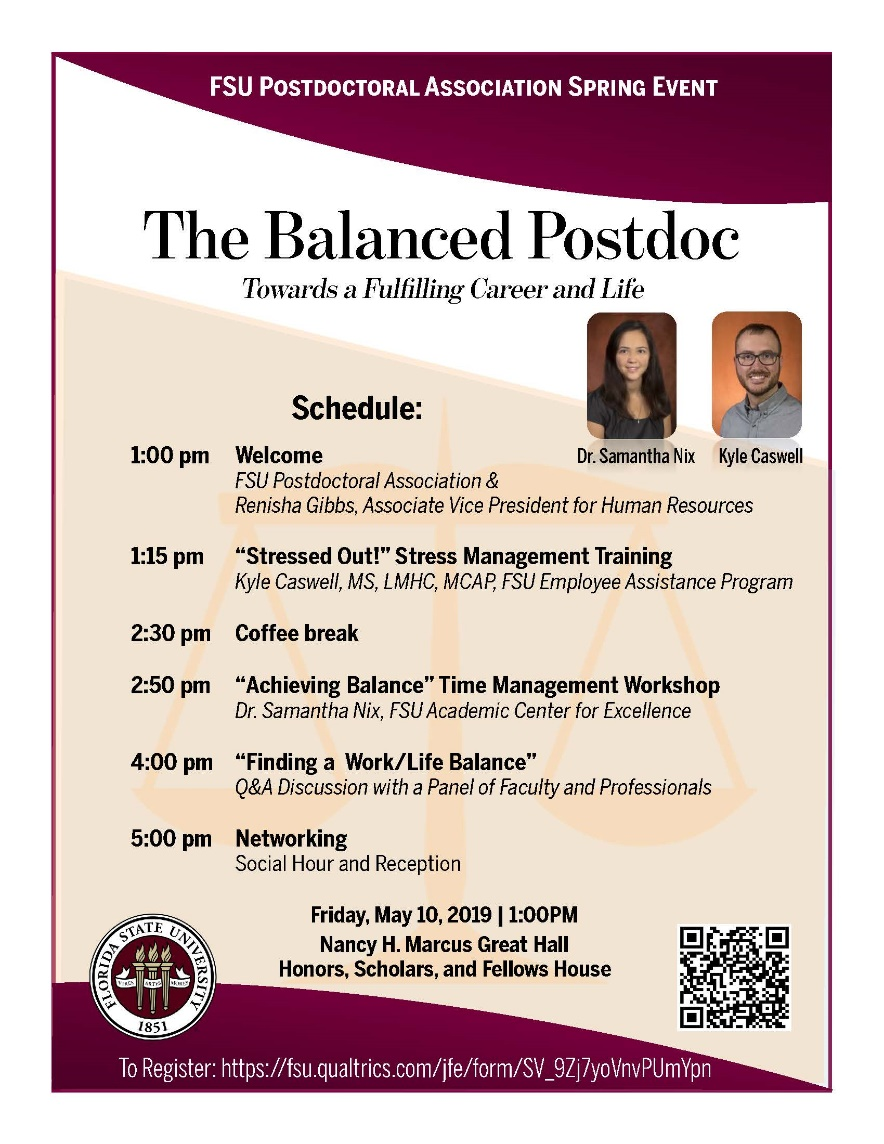 FSU Postdoctoral Association Spring Event
The Balanced Postdoc
Towards a Fulfilling Career and Life
Dr. Samantha Nix
Kyle Caswell
Schedule:
1:00 pm Welcome
FSU Postdoctoral Association &
Renisha Gibbs, Associate Vice President for Human Resources
1:15 pm “Stressed Out!” Stress Management Training
Kyle Caswell, MS, LMHC, MCAP, FSU Employee Assistance Program
2:30 pm Coffee break
2:50 pm “Achieving Balance” Time Management Workshop
Dr. Samantha Nix, FSU Academic Center for Excellence
4:00 pm “Finding a Work/Life Balance”
Q&A Discussion with a Panel of Faculty and Professionals
5:00 pm Networking
Social Hour and Reception
Friday, May 10, 2019 | 1:00PM
Nancy H. Marcus Great Hall
Honors, Scholars, and Fellows House
FLORIDA STATE UNIVERSITY
1851
To Register: https://fsu.qualtrics.com/jfe/form/SV_9Zj7yoVnvPUmYpn